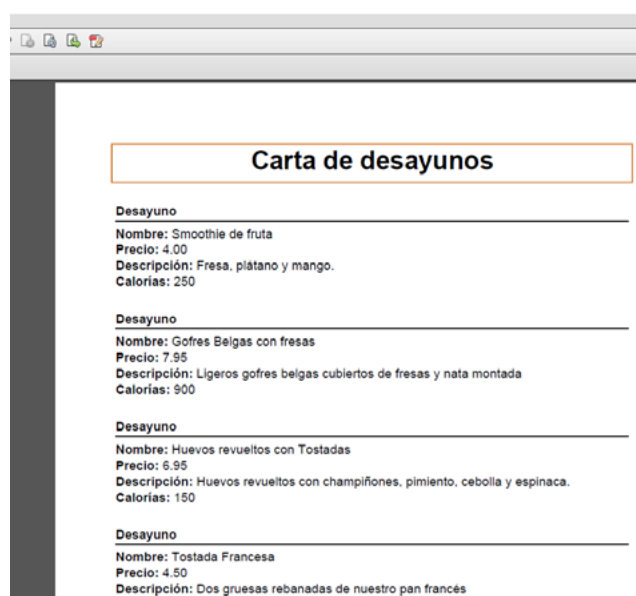 Carta de desayunos
Desayuno
Nombre: Smoothie de fruta
Precio: 4.00
Descripción: Fresa, plátano y mango.
Calorías: 250
Desayuno
Nombre: Gofres Belgas con fresas
Precio: 7.95
Descripción: Ligeros gofres belgas cubiertos de fresas y nata montada
Calorías: 900
Desayuno
Nombre: Huevos revueltos con Tostadas
Precio: 6.95
Descripción: Huevos revueltos con champiñones, pimiento, cebolla y espinaca.
Calorías: 150
Desayuno
Nombre: Tostada Francesa
Precio: 4.50
Descripción: Dos gruesas rebanadas de nuestro pan francés